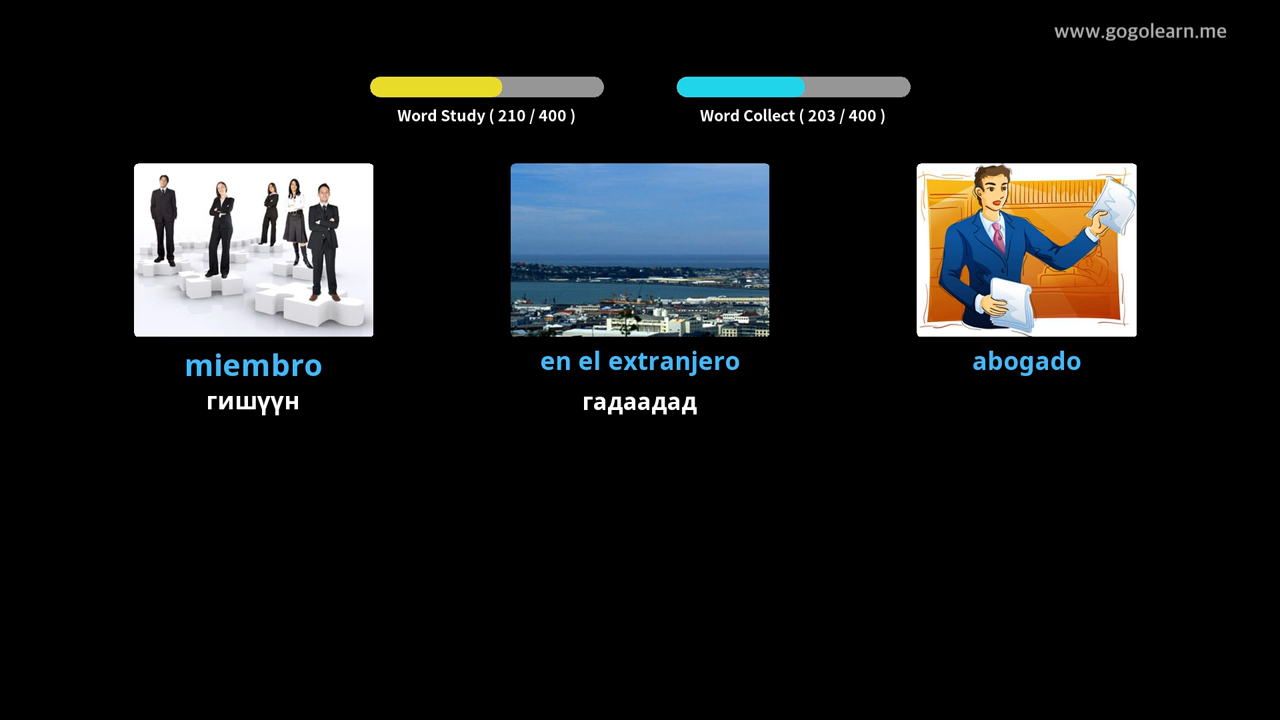 www.gogolearn.me
Word Study ( 210 / 400 )
Word Collect ( 203 / 400 )
miembro
гишүүн
en el extranjero
гадаадад
abogado